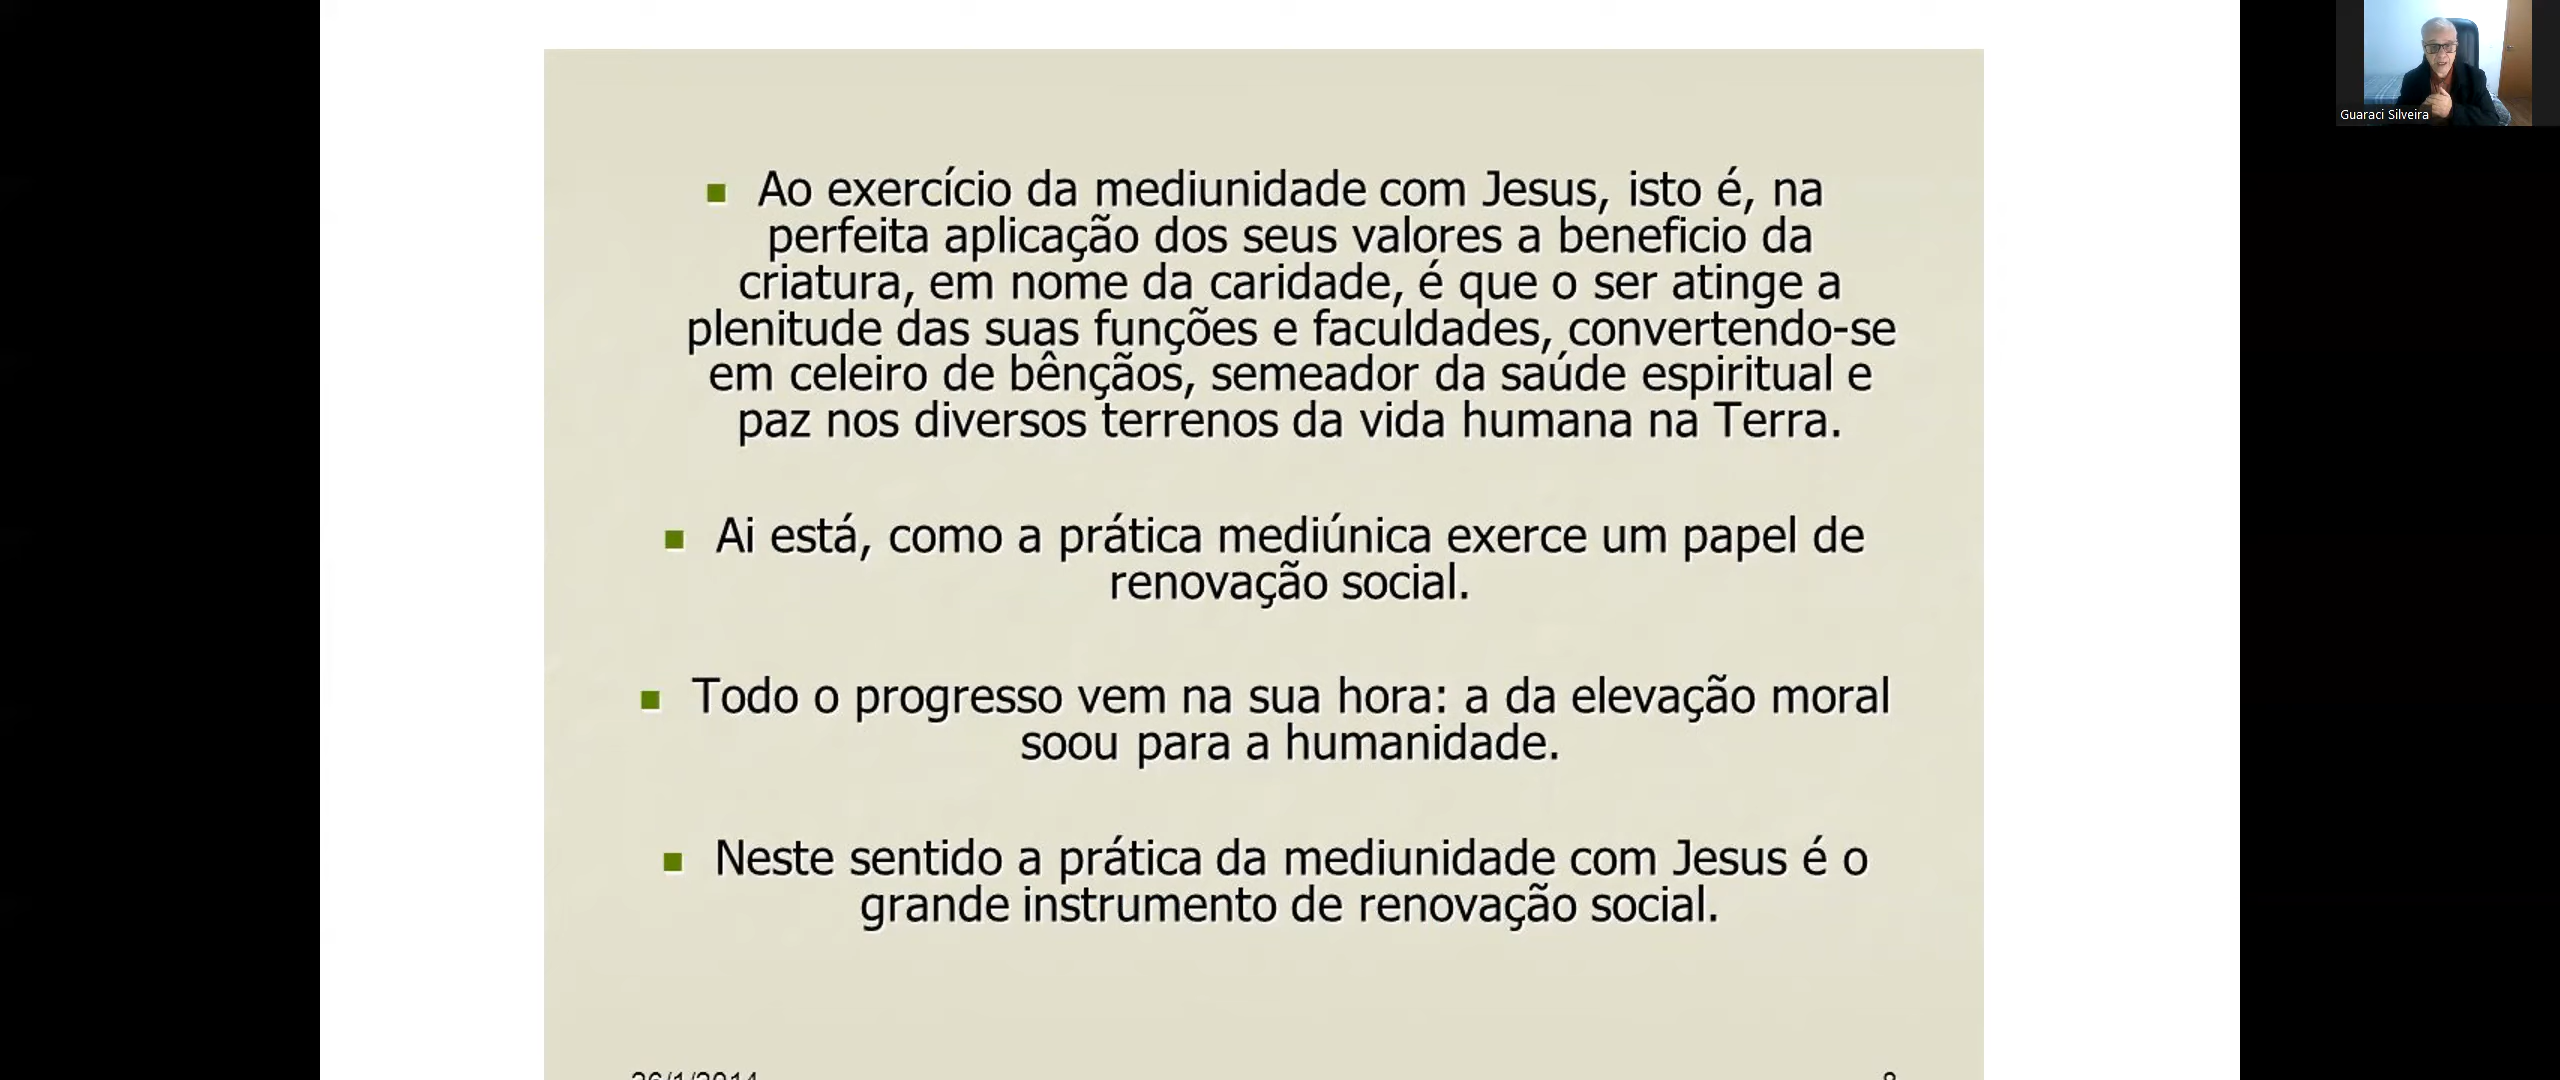 Guaraci Silveira
Ao exercício da mediunidade com Jesus, isto é, na
perfeita aplicação dos seus valores a beneficio da
criatura, em nome da caridade, é que o ser atinge a
plenitude das suas funções e faculdades, convertendo-se
em celeiro de bênçãos, semeador da saúde espiritual e
paz nos diversos terrenos da vida humana na Terra.
Ai está, como a prática mediúnica exerce um papel de
renovação social.
Todo o progresso vem na sua hora: a da elevação moral
soou para a humanidade.
Neste sentido a prática da mediunidade com Jesus é o
grande instrumento de renovação social.
26/1/2014